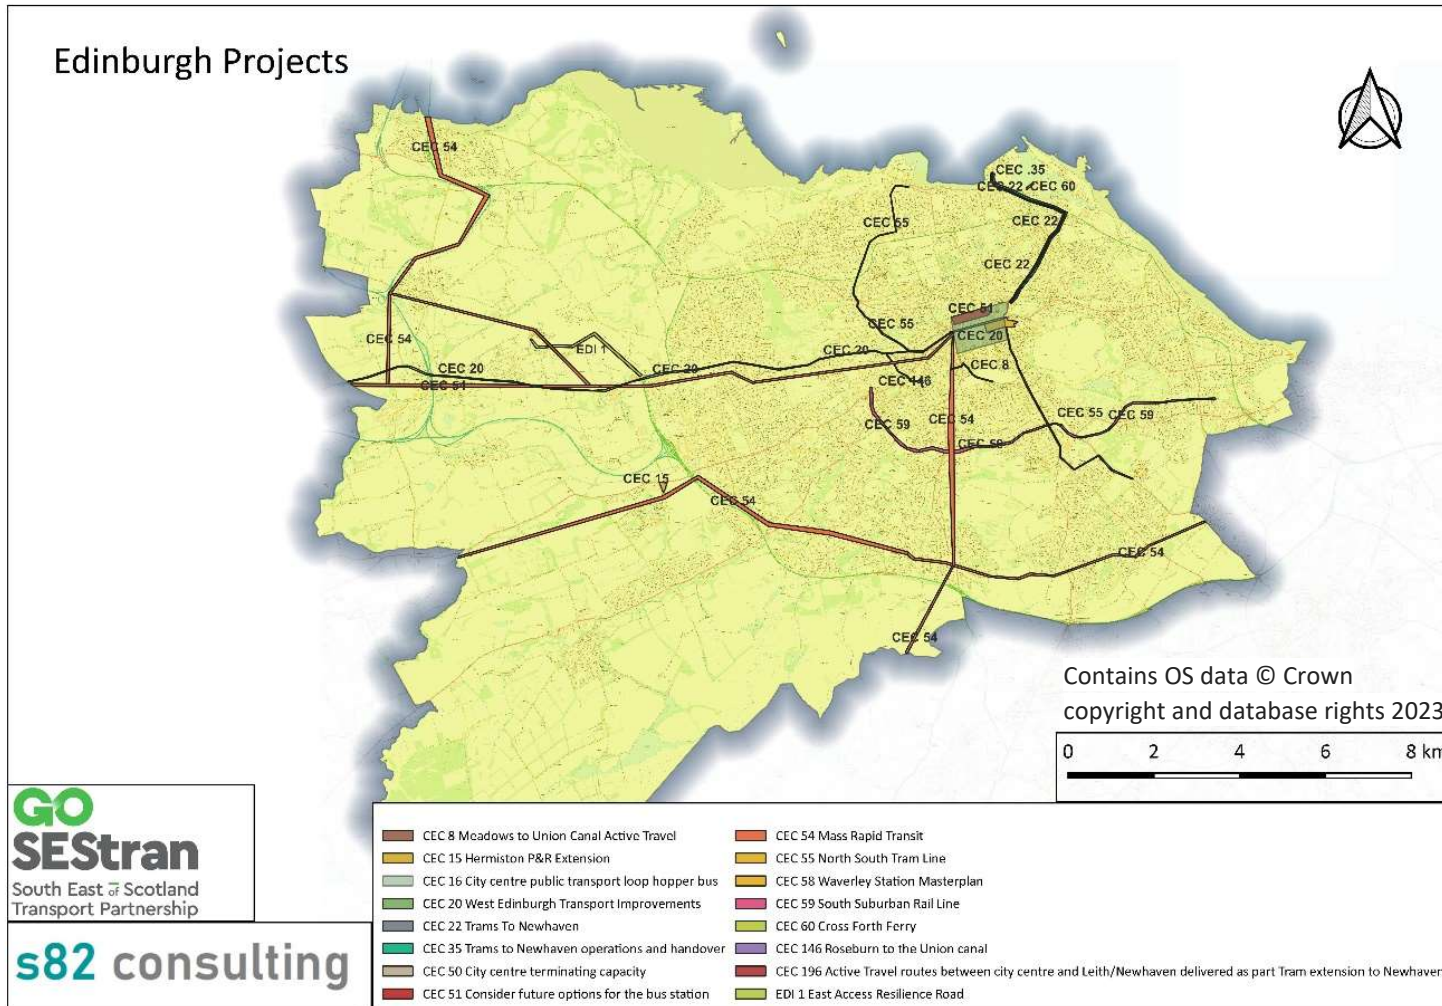 Edinburgh Projects
CEC 54
CEC .35
CEC 22
CEC 60
CEC 55
CEC 22
CEC 22
CEC 51
CEC 54
CEC 55
CEC 20
EDI 1
CEC 20
CEC 20
CEC 20
CEC 8
CEC 51
CEC 146
CEC 54
CEC 59
CEC 55
CEC 59
CEC 59
CEC 15
CEC 54
CEC 54
CEC 54
Contains OS data © Crown
copyright and database rights 2023
0 2 4 6 8 km
GO
SEStran
South East of Scotland
Transport Partnership
s82 consulting
CEC 8 Meadows to Union Canal Active Travel
CEC 15 Hermiston P&R Extension
CEC 16 City centre public transport loop hopper bus
CEC 20 West Edinburgh Transport Improvements
CEC 22 Trams To Newhaven
CEC 35 Trams to Newhaven operations and handover
CEC 50 City centre terminating capacity
CEC 51 Consider future options for the bus station
CEC 54 Mass Rapid Transit
CEC 55 North South Tram Line
CEC 58 Waverley Station Masterplan
CEC 59 South Suburban Rail Line
CEC 60 Cross Forth Ferry
CEC 146 Roseburn to the Union canal
CEC 196 Active Travel routes between city centre and Leith/Newhaven delivered as part Tram extension to Newhaven
EDI 1 East Access Resilience Road